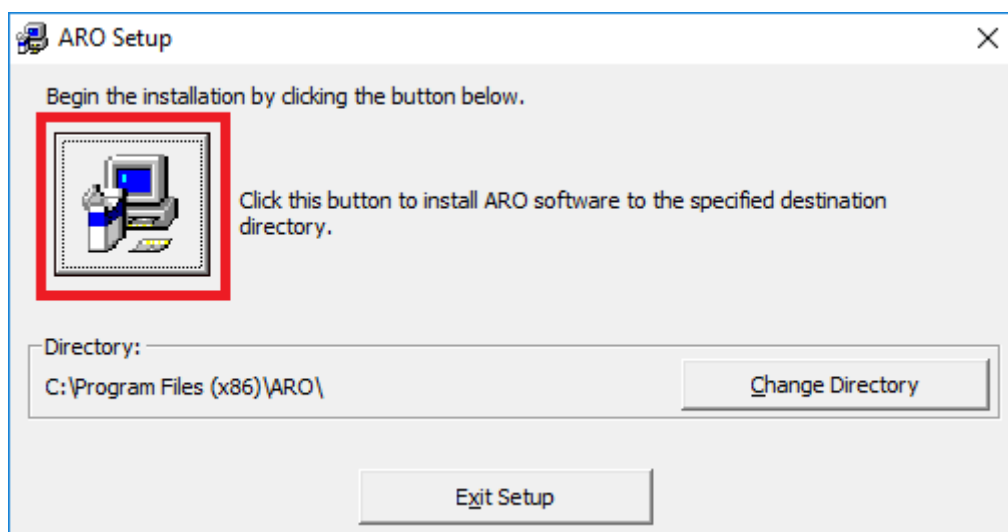 ARO Setup
Begin the installation by clicking the button below.
Click this button to install ARO software to the specified destination
directory.
Directory:
C:\Program Files (x86)\ARO\
Change Directory
Exit Setup